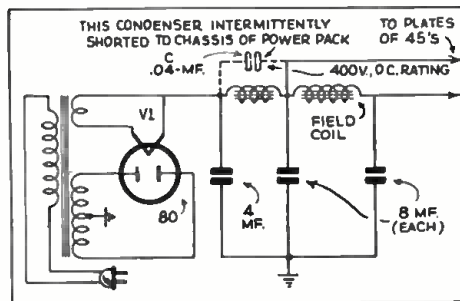 THIS CONDENSER INTERMITTENTLY
SHORTED TO CHASSIS OF POWER PACK
TO PLATES
OF 45'S
C
.04-MF.
400V., D.C. RATING
V1
FIELD
COIL
80
4
MF.
8 MF.
(EACH)